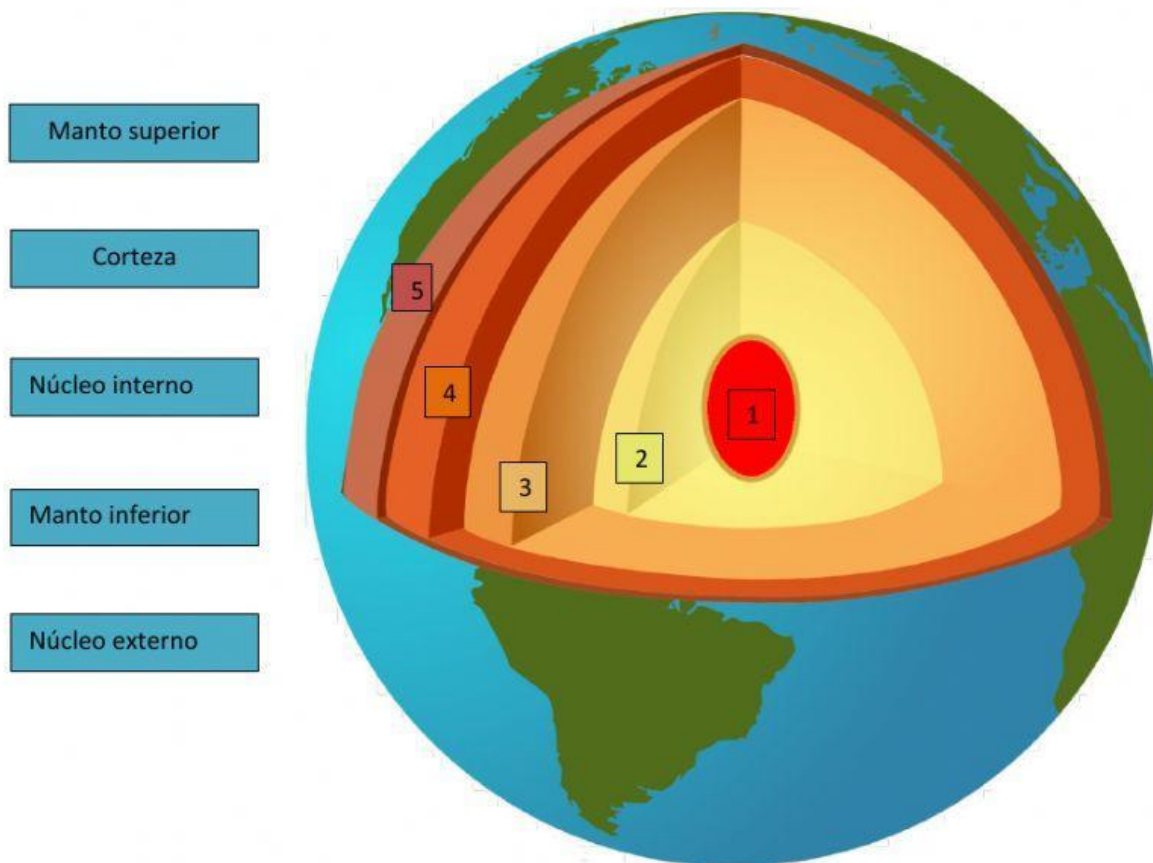 Manto superior
Corteza
Núcleo interno
Manto inferior
Núcleo externo
5
4
3
2
1